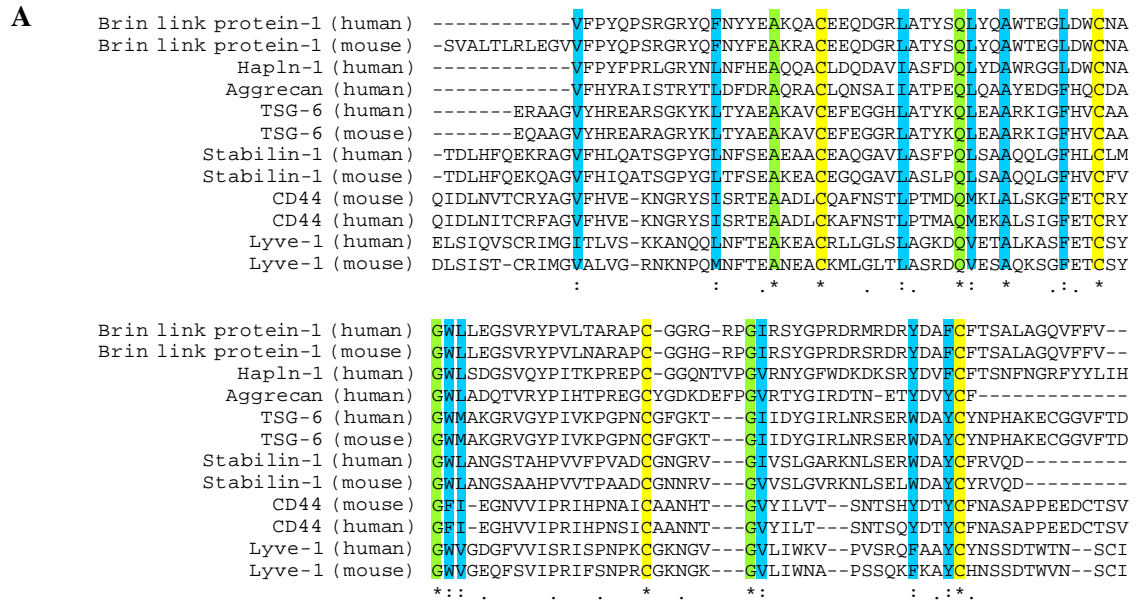 A
Brin link protein-1 (human) ------------VFPYQPSRGRYQFNYYEAKQACEEQDGRLATYSQLYQAWTEGLDWCNA
Brin link protein-1 (mouse) -SVALTLRLEGVVFPYQPSRGRYQFNYFEAKRACEEQDGRLATYSQLYQAWTEGLDWCNA
Hapln-1 (human) ------------VFPYFPRLGRYNLNFHEAQQACLDQDAVIASFDQLYDAWRGGLDWCNA
Aggrecan (human) ------------VFHYRAISTRYTLDFDRAQRACLQNSAIIATPEQLQAAYEDGFHQCDA
TSG-6 (human) -------ERAAGVYHREARSGKYKLTYAEAKAVCEFEGGHLATYKQLEAARKIGFHVCAA
TSG-6 (mouse) -------EQAAGVYHREARAGRYKLTYAEAKAVCEFEGGRLATYKQLEAARKIGFHVCAA
Stabilin-1 (human) -TDLHFQEKRAGVFHLQATSGPYGLNFSEAEAACEAQGAVLASFPQLSAAQQLGFHLCLM
Stabilin-1 (mouse) -TDLHFQEKQAGVFHIQATSGPYGLTFSEAKEACEGQGAVLASLPQLSAAQQLGFHVCFV
CD44 (mouse) QIDLNVTCRYAGVFHVE-KNGRYSISRTEAADLCQAFNSTLPTMDQMKLALSKGFETCRY
CD44 (human) QIDLNITCRFAGVFHVE-KNGRYSISRTEAADLCKAFNSTLPTMAQMEKALSIGFETCRY
Lyve-1 (human) ELSIQVSCRIMGITLVS-KKANQQLNFTEAKEACRLLGLSLAGKDQVETALKASFETCSY
Lyve-1 (mouse) DLSIST-CRIMGVALVG-RNKNPQMNFTEANEACKMLGLTLASRDQVESAQKSGFETCSY
: : .* * :. *: * .:. *
Brin link protein-1 (human) GWLLEGSVRYPVLTARAPC-GGRG-RPGIRSYGPRDRMRDRYDAFCFTSALAGQVFFV--
Brin link protein-1 (mouse) GWLLEGSVRYPVLNARAPC-GGHG-RPGIRSYGPRDRSRDRYDAFCFTSALAGQVFFV--
Hapln-1 (human) GWLSDGSVQYPITKPREPC-GGQNTVPGVRNYGFWDKDKSRYDVFCFTSNFNGRFYYLIH
Aggrecan (human) GWLADQTVRYPIHTPREGCYGDKDEFPGVRTYGIRDTN-ETYDVYCF-------------
TSG-6 (human) GWMAKGRVGYPIVKPGPNCGFGKT---GIIDYGIRLNRSERWDAYCYNPHAKECGGVFTD
TSG-6 (mouse) GWMAKGRVGYPIVKPGPNCGFGKT---GIIDYGIRLNRSERWDAYCYNPHAKECGGVFTD
Stabilin-1 (human) GWLANGSTAHPVVFPVADCGNGRV---GIVSLGARKNLSERWDAYCFRVQD---------
Stabilin-1 (mouse) GWLANGSAAHPVVTPAADCGNNRV---GVVSLGVRKNLSELWDAYCYRVQD---------
CD44 (mouse) GFI-EGNVVIPRIHPNAICAANHT---GVYILVT--SNTSHYDTYCFNASAPPEEDCTSV
CD44 (human) GFI-EGHVVIPRIHPNSICAANNT---GVYILT---SNTSQYDTYCFNASAPPEEDCTSV
Lyve-1 (human) GWVGDGFVVISRISPNPKCGKNGV---GVLIWKV--PVSRQFAAYCYNSSDTWTN--SCI
Lyve-1 (mouse) GWVGEQFSVIPRIFSNPRCGKNGK---GVLIWNA--PSSQKFKAYCHNSSDTWVN--SCI
*:: . . . * *: : .:*.